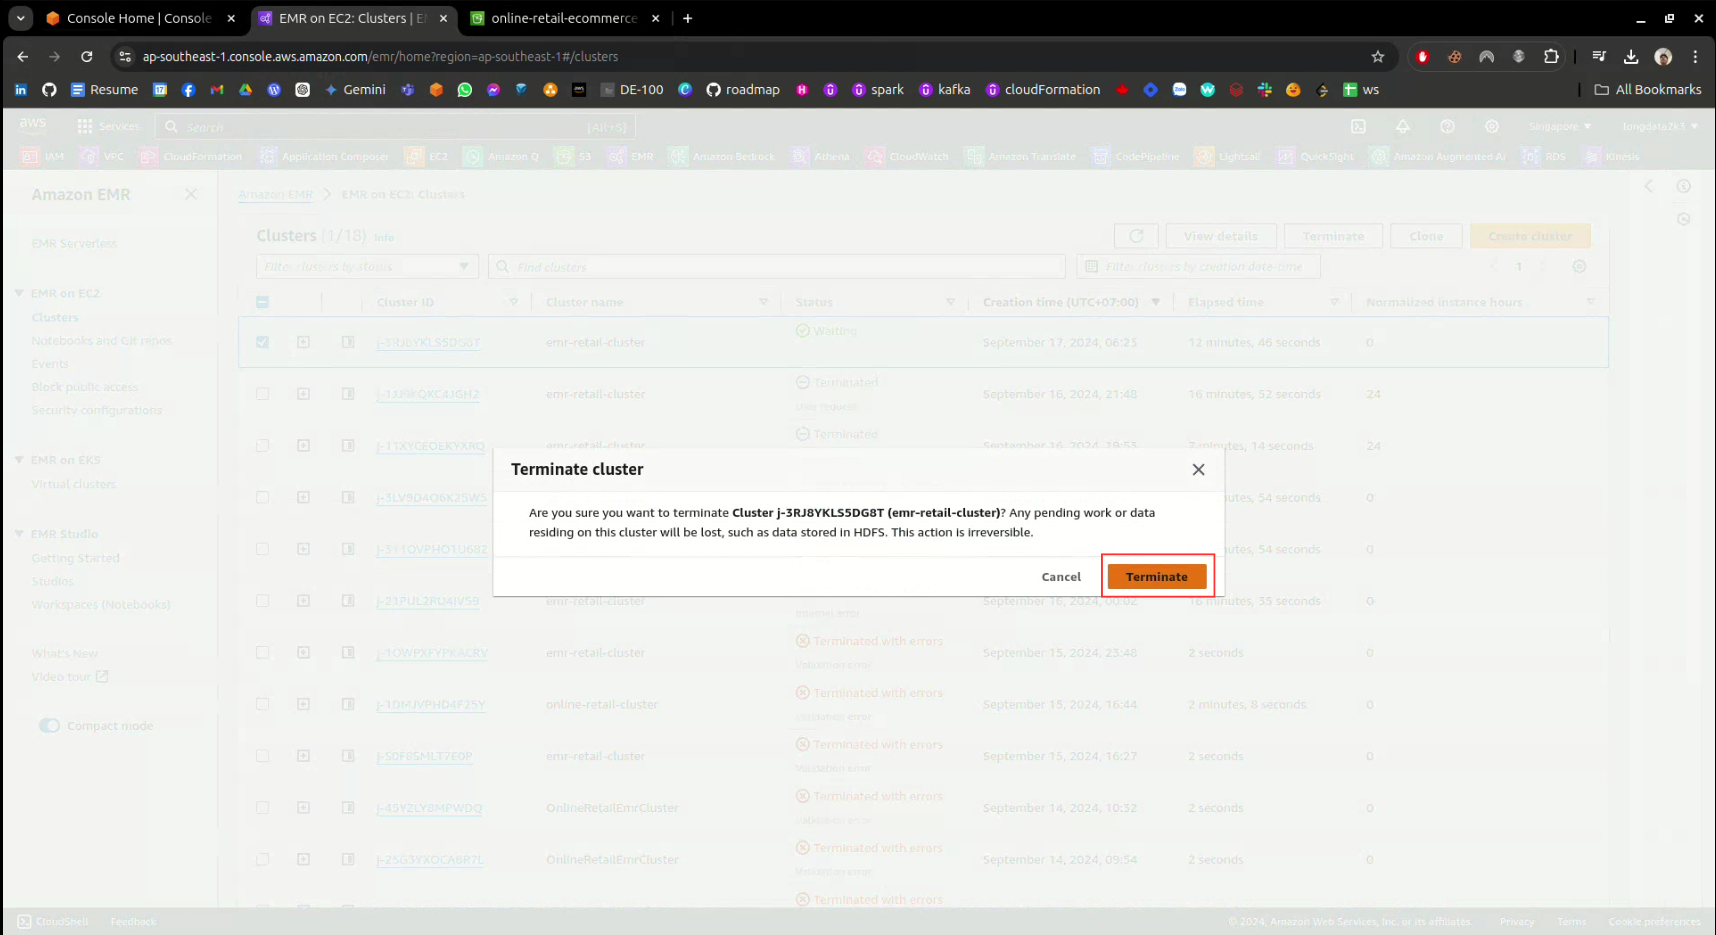 Console Home | Console
EMR on EC2: Clusters | EM
online-retail-ecommerce
ap-southeast-1.console.aws.amazon.com/emr/home?region=ap-southeast-1#/clusters
Resume
Gemini
DE-100
roadmap
spark
kafka
cloudFormation
ws
All Bookmarks
aws
Services
Search
[Alt+S]
Singapore
IAM
VPC
CloudFormation
Application Composer
EC2
Amazon Q
S3
EMR
Amazon Bedrock
Athena
CloudWatch
Amazon Translate
CodePipeline
Lightsail
QuickSight
Amazon Augmented AI
RDS
Kinesis
Amazon EMR
EMR Serverless
EMR on EC2
Clusters
Notebooks and Git repos
Events
Block public access
Security configurations
EMR on EKS
Virtual clusters
EMR Studio
Getting Started
Studios
Workspaces (Notebooks)
What's New
Video tour
Compact mode
Amazon EMR
EMR on EC2: Clusters
Clusters (1/18) Info
View details
Terminate
Clone
Create cluster
Filter clusters by status
Find clusters
Filter clusters by creation date-time
1
Cluster ID
Cluster name
Status
Creation time (UTC+07:00)
Elapsed time
Normalized instance hours
j-3RJ8YKLS5DG8T emr-retail-cluster Waiting September 17, 2024, 06:25 12 minutes, 46 seconds 0
emr-retail-cluster Terminated September 16, 2024, 21:48 16 minutes, 52 seconds 24
User request
emr-retail-cluster Terminated September 16, 2024, 19:55 7 minutes, 14 seconds 24
utes, 54 seconds 0
utes, 54 seconds 0
emr-retail-cluster September 16, 2024, 00:02 16 minutes, 35 seconds 0
Internal error
emr-retail-cluster Terminated with errors September 15, 2024, 23:48 2 seconds 0
Validation error
online-retail-cluster Terminated with errors September 15, 2024, 16:44 2 minutes, 8 seconds 0
Validation error
emr-retail-cluster Terminated with errors September 15, 2024, 16:27 2 seconds 0
Validation error
OnlineRetailEmrCluster Terminated with errors September 14, 2024, 10:32 2 seconds 0
Validation error
OnlineRetailEmrCluster Terminated with errors September 14, 2024, 09:54 2 seconds 0
Validation error
Terminated with errors
Terminate cluster
Are you sure you want to terminate Cluster j-3RJ8YKLS5DG8T (emr-retail-cluster)? Any pending work or data
residing on this cluster will be lost, such as data stored in HDFS. This action is irreversible.
Cancel
Terminate
CloudShell
Feedback
© 2024, Amazon Web Services, Inc. or its affiliates.
Privacy
Terms
Cookie preferences